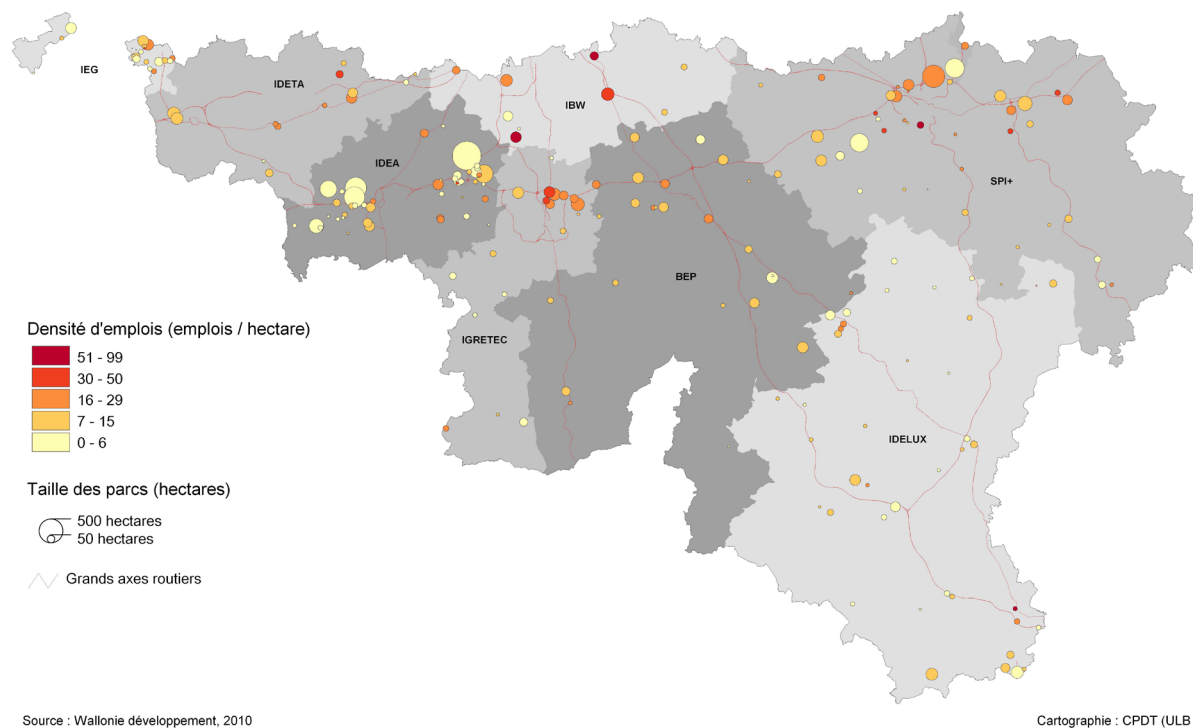 IEG
IDETA
IBW
IDEA
SPI+
BEP
IGRETEC
IDELUX
Densité d'emplois (emplois / hectare)
51 - 99
30 - 50
16 - 29
7 - 15
0 - 6
Taille des parcs (hectares)
500 hectares
50 hectares
Grands axes routiers
Source : Wallonie développement, 2010
Cartographie : CPDT (ULB